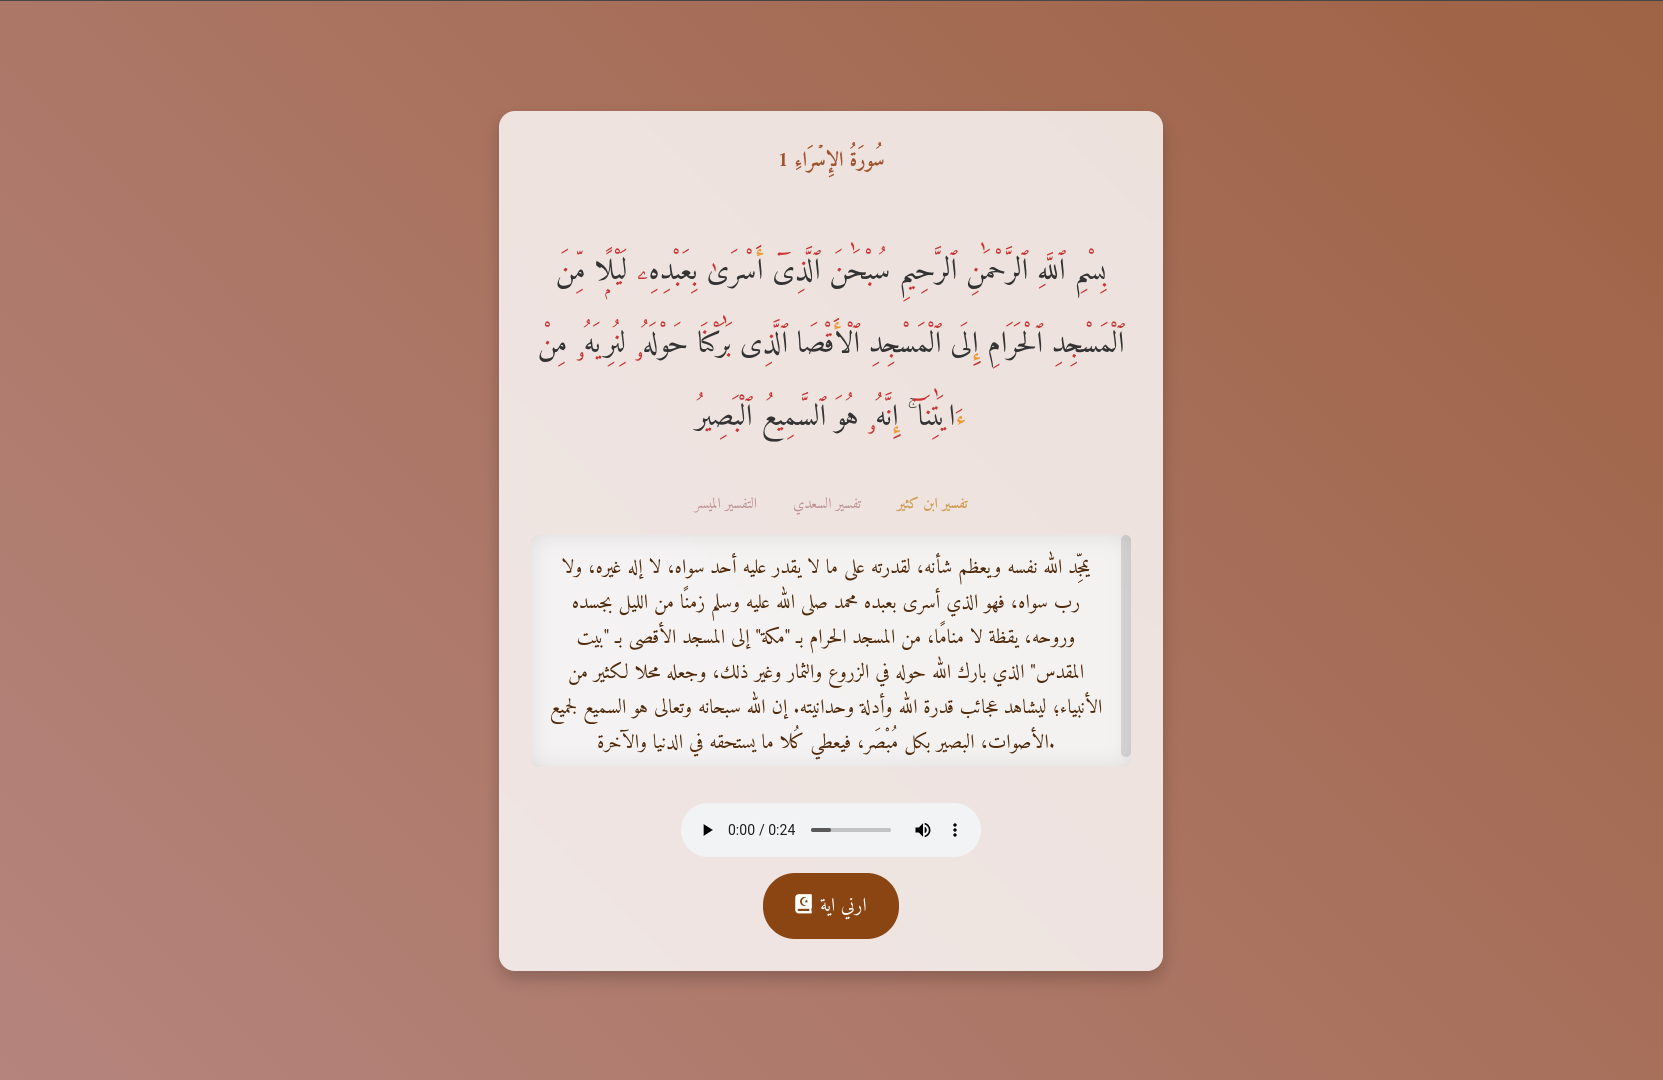 سُورَةُ الإِسۡرَاءِ 1
بِسْمِ ٱللَّهِ ٱلرَّحْمَٰنِ ٱلرَّحِيمِ سُبْحَٰنَ ٱلَّذِىٓ أَسْرَىٰ بِعَبْدِهِۦ لَيْلًۭا مِّنَ
ٱلْمَسْجِدِ ٱلْحَرَامِ إِلَى ٱلْمَسْجِدِ ٱلْأَقْصَا ٱلَّذِى بَٰرَكْنَا حَوْلَهُۥ لِنُرِيَهُۥ مِنْ
ءَايَٰتِنَآ ۚ إِنَّهُۥ هُوَ ٱلسَّمِيعُ ٱلْبَصِيرُ
تفسير ابن كثير تفسير السعدي التفسير الميسر
يمجِّد الله نفسه ويعظم شأنه، لقدرته على ما لا يقدر عليه أحد سواه، لا إله غيره، ولا
رب سواه، فهو الذي أسرى بعبده محمد صلى الله عليه وسلم زمنًا من الليل بجسده
وروحه، يقظة لا منامًا، من المسجد الحرام بـ "مكة" إلى المسجد الأقصى بـ "بيت
المقدس" الذي بارك الله حوله في الزروع والثمار وغير ذلك، وجعله محلا لكثير من
الأنبياء؛ ليشاهد عجائب قدرة الله وأدلة وحدانيته. إن الله سبحانه وتعالى هو السميع لجميع
الأصوات، البصير بكل مُبْصَر، فيعطي كُلا ما يستحقه في الدنيا والآخرة.
0:00 / 0:24
ارني اية